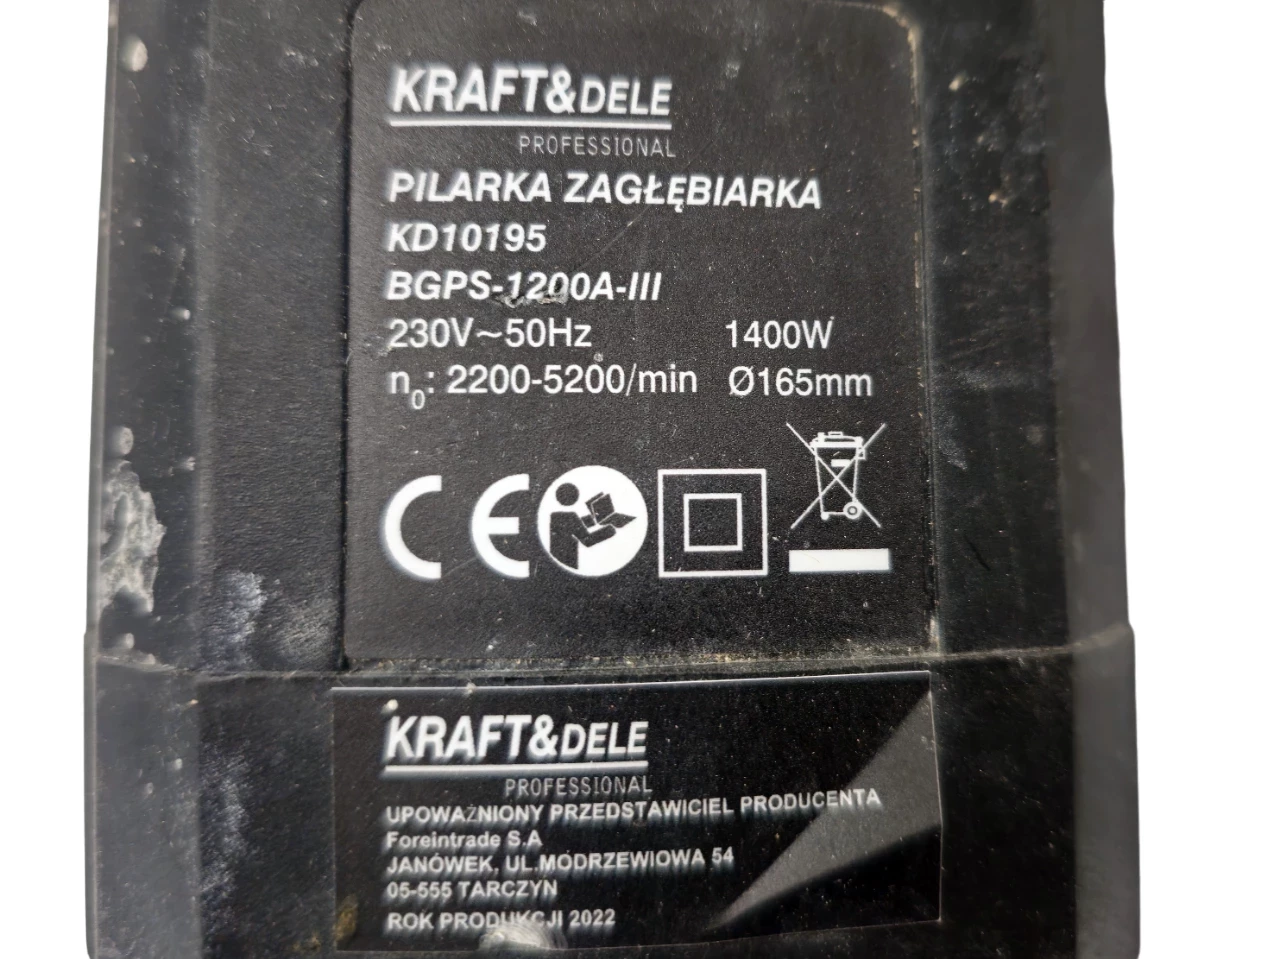 KRAFT&DELE
PROFESSIONAL
PILARKA ZAGŁĘBIARKA
KD10195
BGPS-1200A-III
230V~50Hz 1400W
n₀: 2200-5200/min Ø165mm
CE
KRAFT&DELE
PROFESSIONAL
UPOWAŻNIONY PRZEDSTAWICIEL PRODUCENTA
Foreintrade S.A
JANÓWEK, UL.MODRZEWIOWA 54
05-555 TARCZYN
ROK PRODUKCJI 2022